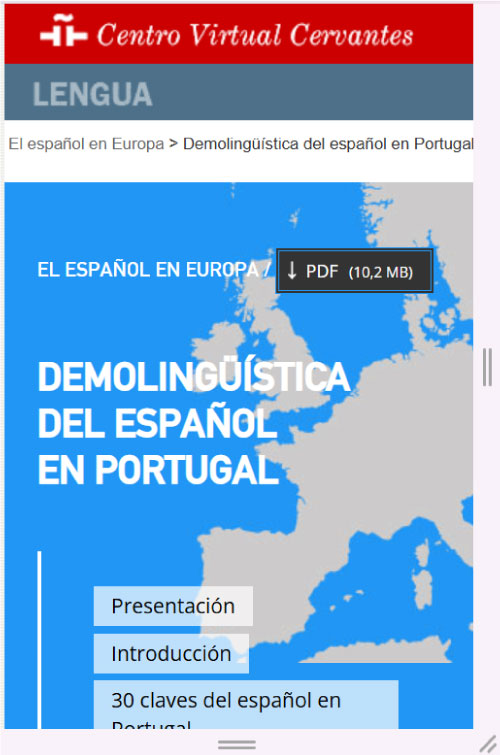 Centro Virtual Cervantes
LENGUA
El español en Europa > Demolingüística del español en Portugal
EL ESPAÑOL EN EUROPA /
↓ PDF (10,2 MB)
DEMOLINGÜÍSTICA
DEL ESPAÑOL
EN PORTUGAL
Presentación
Introducción
30 claves del español en
Portugal